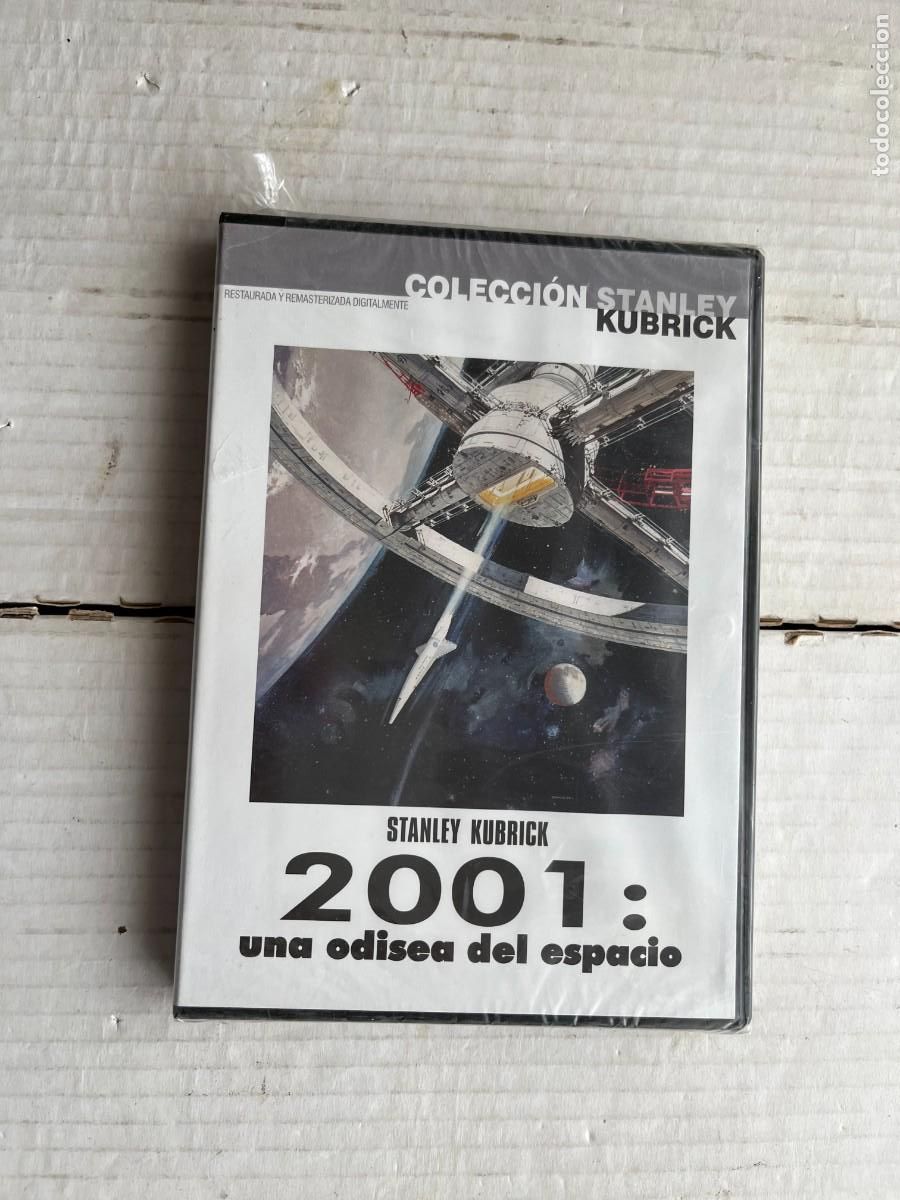 COLECCIÓN STANLEY
KUBRICK
RESTAURADA Y REMASTERIZADA DIGITALMENTE
STANLEY KUBRICK
2001:
una odisea del espacio
todocoleccion